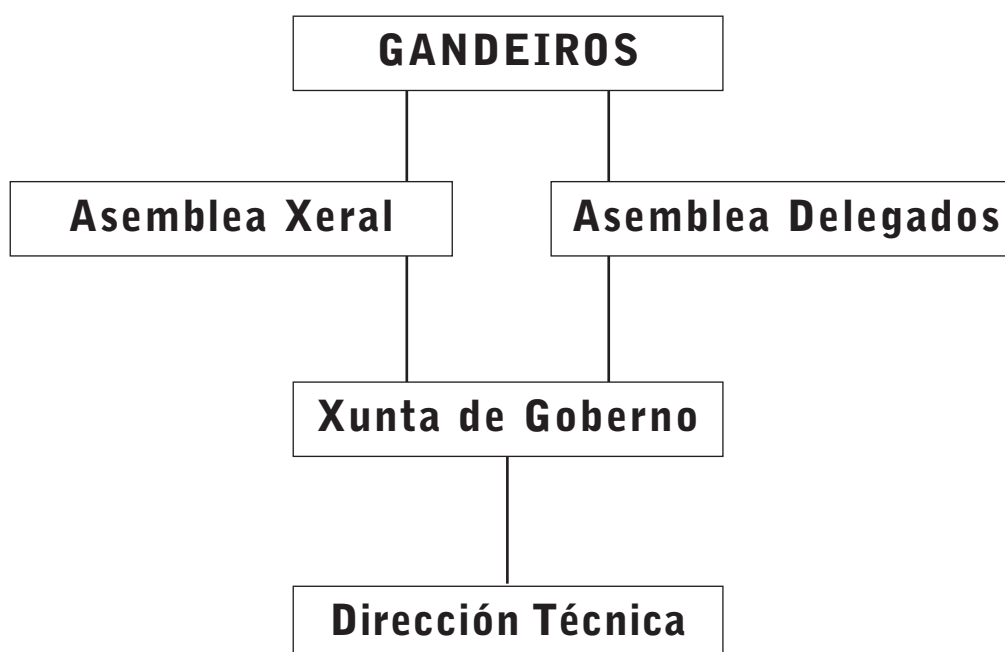 GANDEIROS
Asemblea Xeral
Asemblea Delegados
Xunta de Goberno
Dirección Técnica